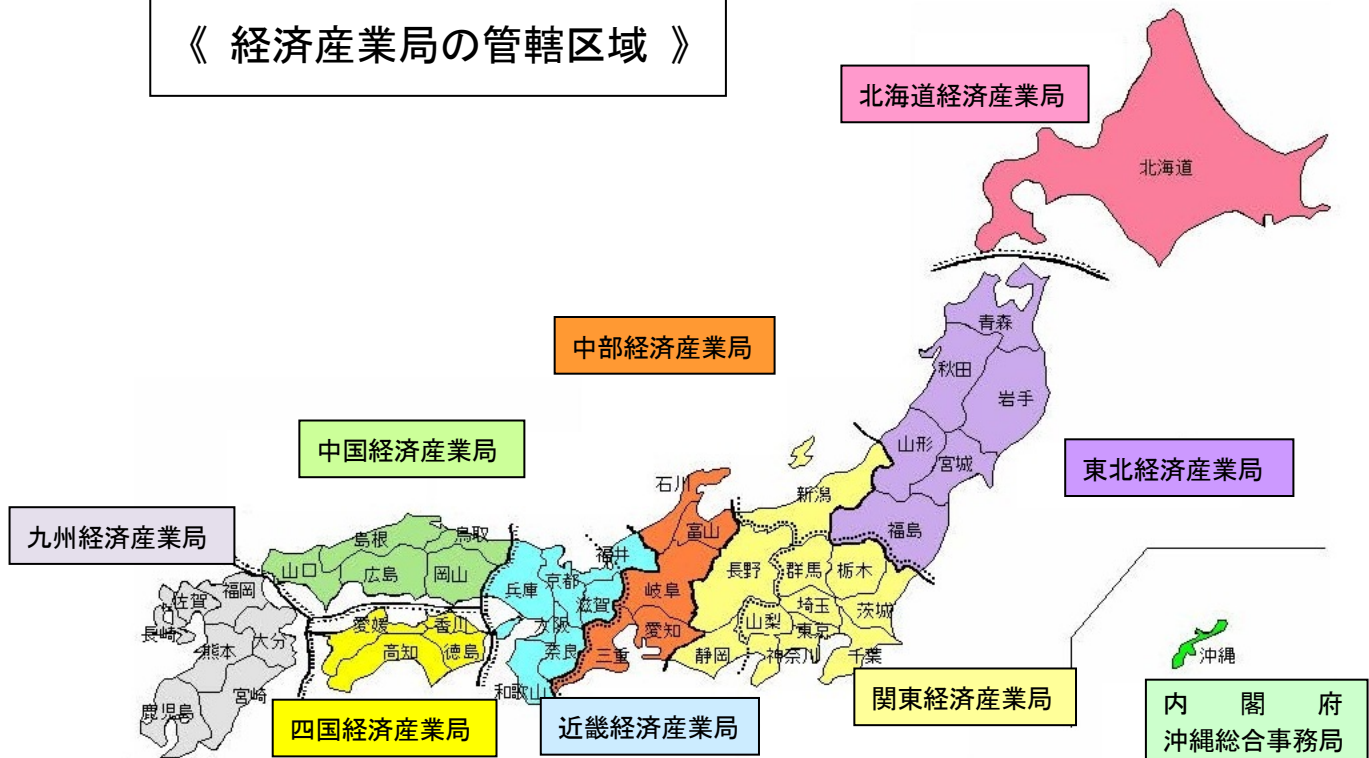 《 経済産業局の管轄区域 》
北海道経済産業局
北海道
青森
中部経済産業局
秋田
岩手
中国経済産業局
山形
宮城
東北経済産業局
石川
新潟
九州経済産業局
島根
鳥取
富山
福島
福井
山口
広島
岡山
兵庫
京都
長野
群馬
栃木
佐賀
福岡
滋賀
岐阜
埼玉
茨城
長崎
大分
愛媛
香川
大阪
愛知
山梨
東京
熊本
高知
徳島
奈良
三重
静岡
神奈川
千葉
沖縄
宮崎
和歌山
鹿児島
関東経済産業局
四国経済産業局
近畿経済産業局
内閣府
沖縄総合事務局